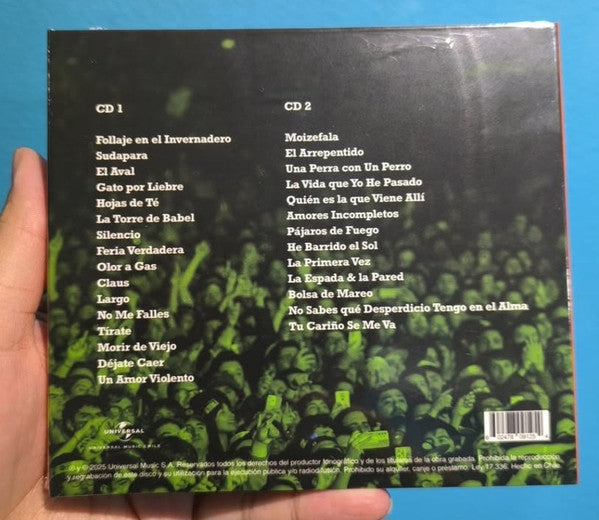 CD 1
Follaje en el Invernadero
Sudapara
El Aval
Gato por Liebre
Hojas de Té
La Torre de Babel
Silencio
Feria Verdadera
Olor a Gas
Claus
Largo
No Me Falles
Tírate
Morir de Viejo
Déjate Caer
Un Amor Violento
CD 2
Moizefala
El Arrepentido
Una Perra con Un Perro
La Vida que Yo He Pasado
Quién es la que Viene Allí
Amores Incompletos
Pájaros de Fuego
He Barrido el Sol
La Primera Vez
La Espada & la Pared
Bolsa de Mareo
No Sabes qué Desperdicio Tengo en el Alma
Tu Cariño Se Me Va
UNIVERSAL
UNIVERSAL MUSIC CHILE
℗ y © 2025 Universal Music S.A. Reservados todos los derechos del productor fonográfico y de los titulares de la obra grabada. Prohibida la reproducción
y regrabación de este disco y su utilización para la ejecución pública y/o radiodifusión. Prohibido su alquiler, canje o préstamo. Ley 17.336. Hecho en Chile